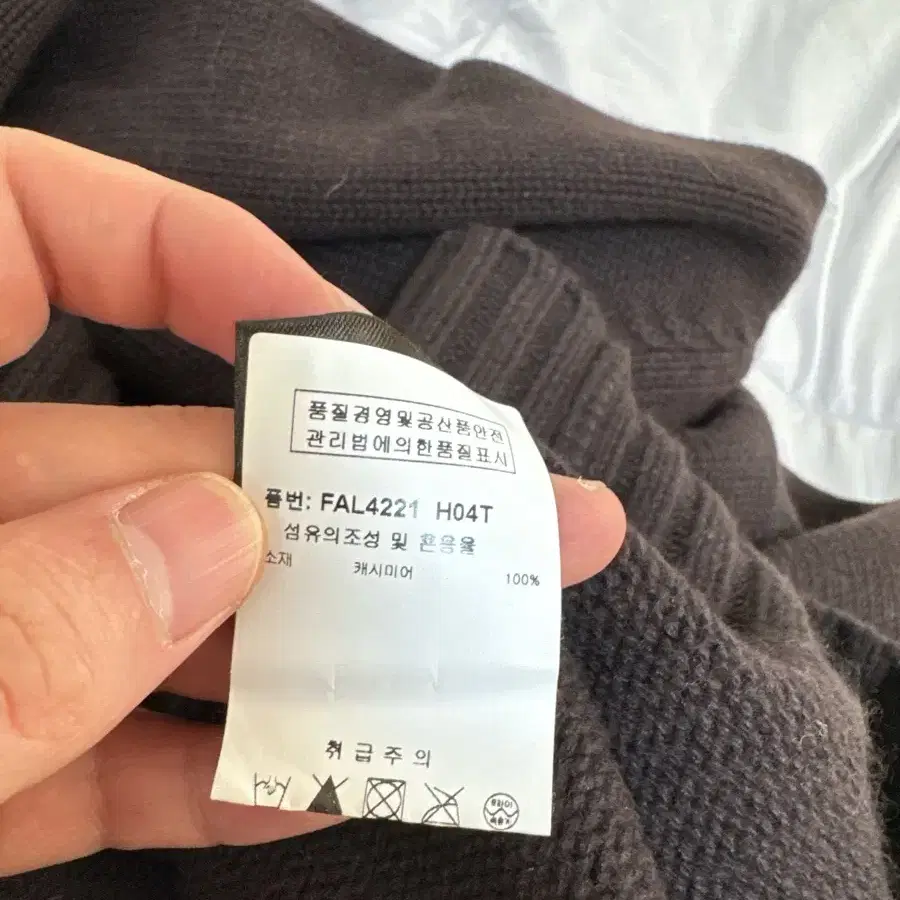 품질경영및공산품안전
관리법에의한품질표시
품번: FAL4221 H04T
섬유의조성 및 혼용율
소재 캐시미어 100%
취급주의